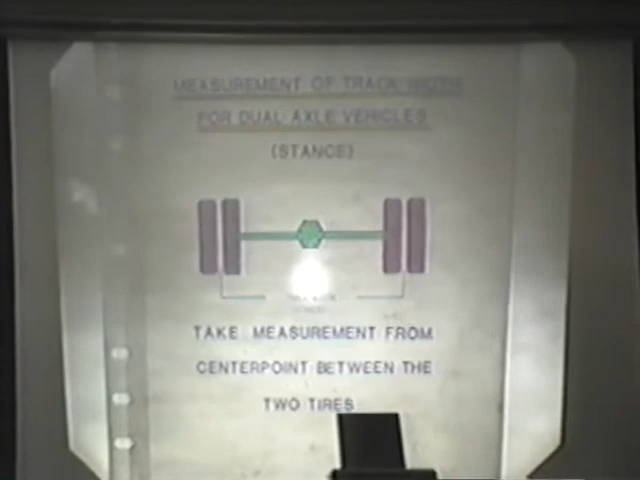 MEASUREMENT OF TRACK WIDTH
FOR DUAL AXLE VEHICLES
(STANCE)
TAKE MEASUREMENT FROM
CENTERPOINT BETWEEN THE
TWO TIRES